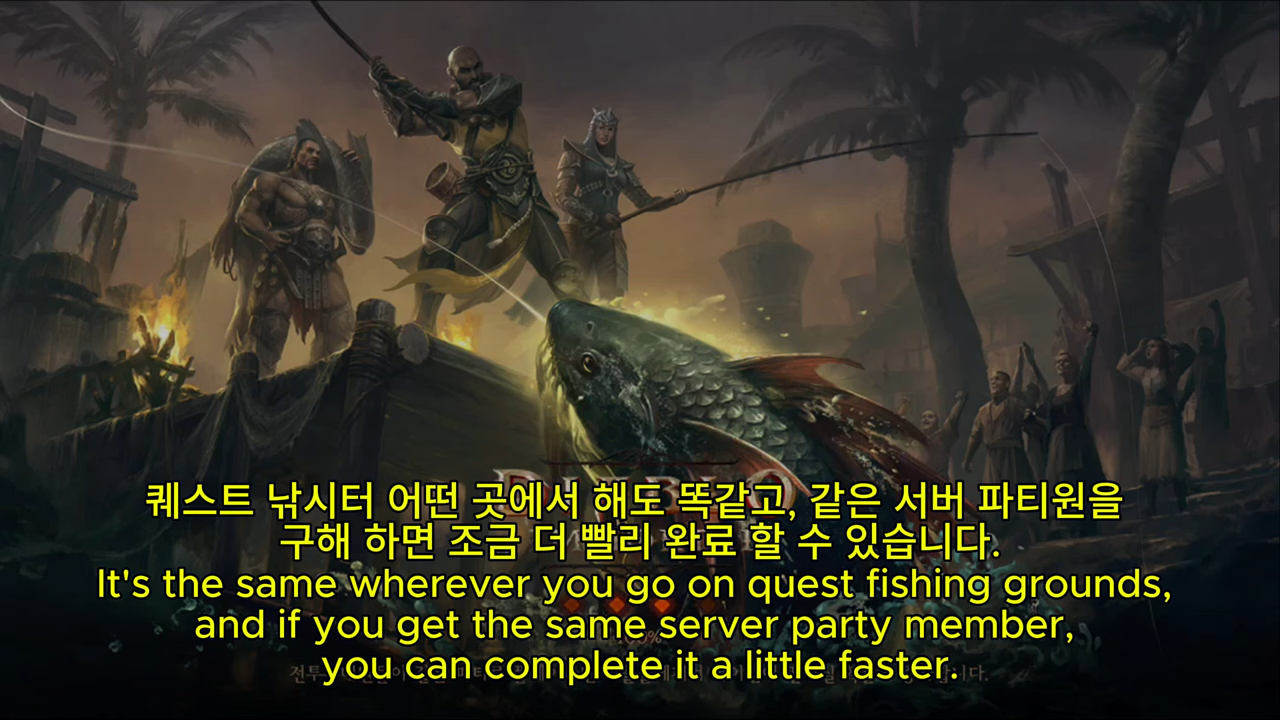 퀘스트 낚시터 어떤 곳에서 해도 똑같고, 같은 서버 파티원을
구해 하면 조금 더 빨리 완료 할 수 있습니다.
It's the same wherever you go on quest fishing grounds,
and if you get the same server party member,
you can complete it a little faster.